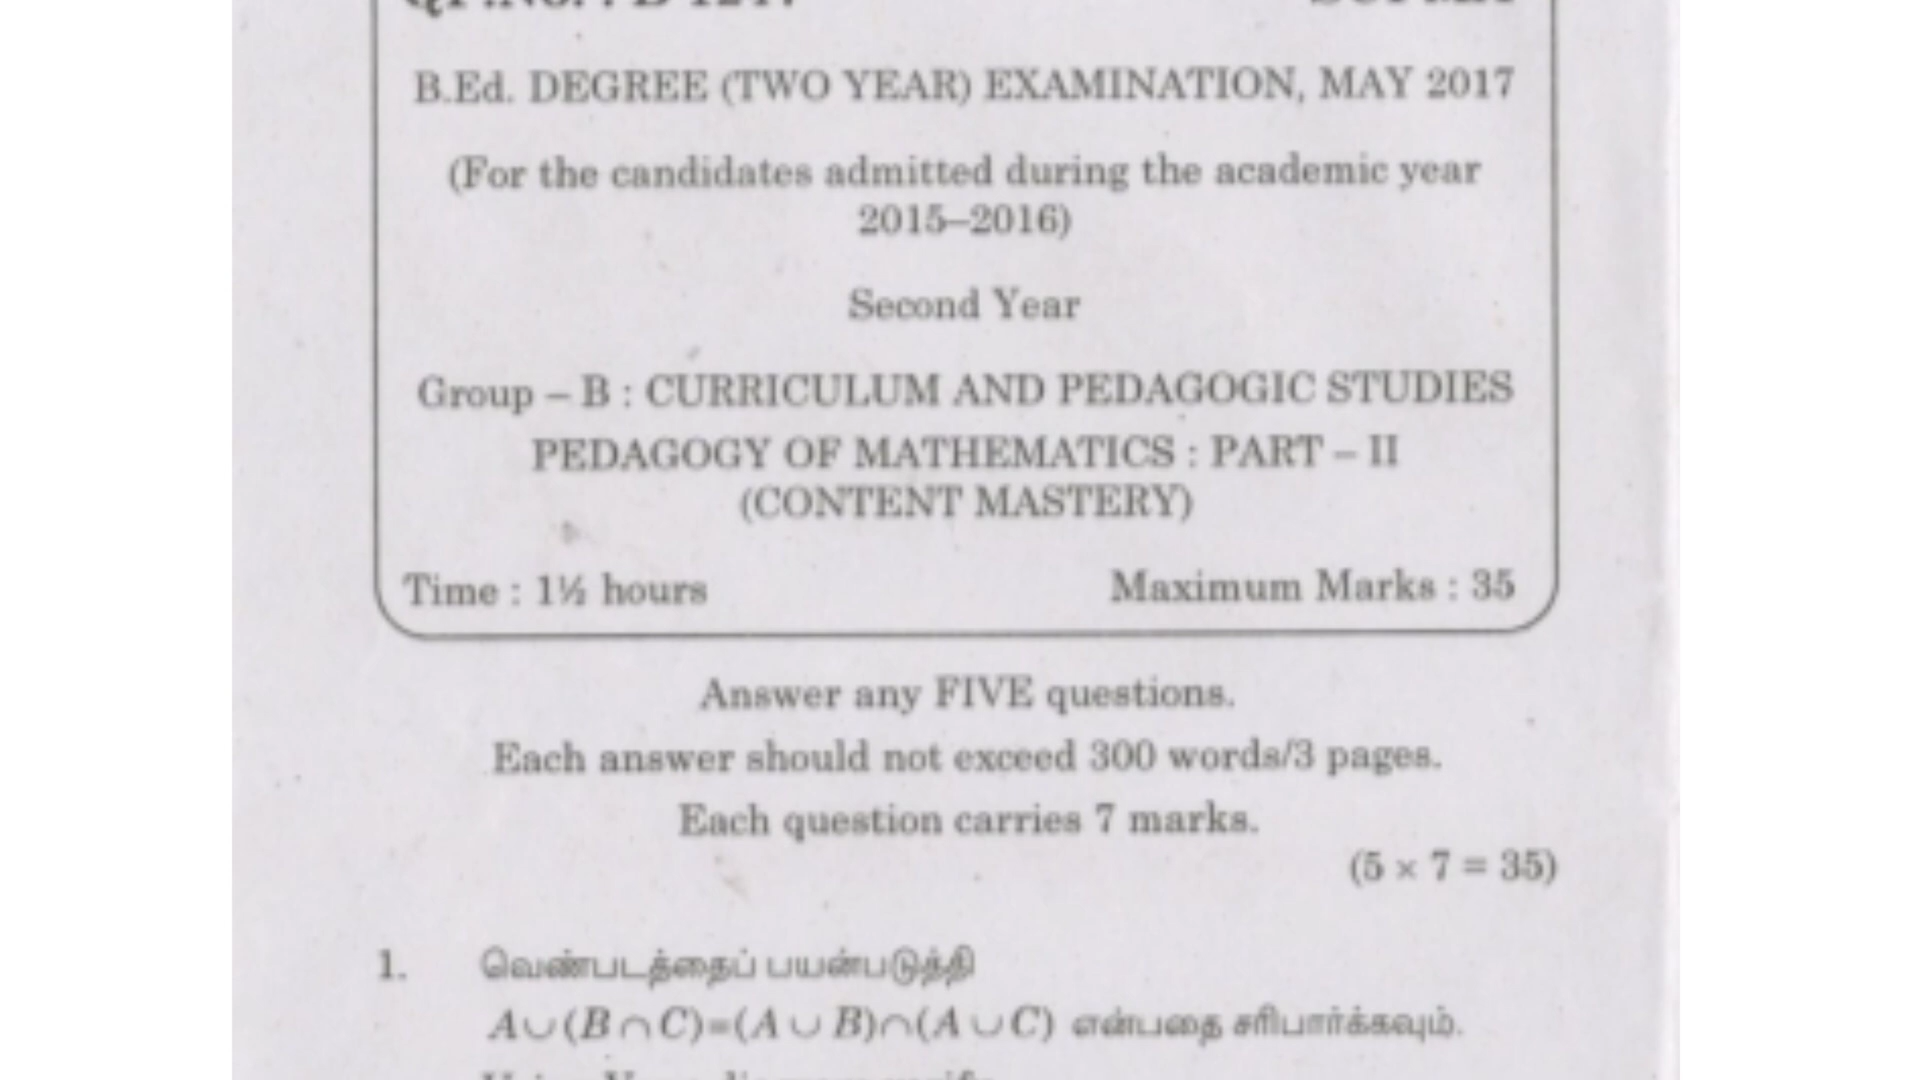 B.Ed. DEGREE (TWO YEAR) EXAMINATION, MAY 2017
(For the candidates admitted during the academic year
2015–2016)
Second Year
Group – B : CURRICULUM AND PEDAGOGIC STUDIES
PEDAGOGY OF MATHEMATICS : PART – II
(CONTENT MASTERY)
Time : 1½ hours Maximum Marks : 35
Answer any FIVE questions.
Each answer should not exceed 300 words/3 pages.
Each question carries 7 marks.
(5 × 7 = 35)
1. வெண்படத்தைப் பயன்படுத்தி
A∪(B∩C)=(A∪B)∩(A∪C) என்பதை சரிபார்க்கவும்.